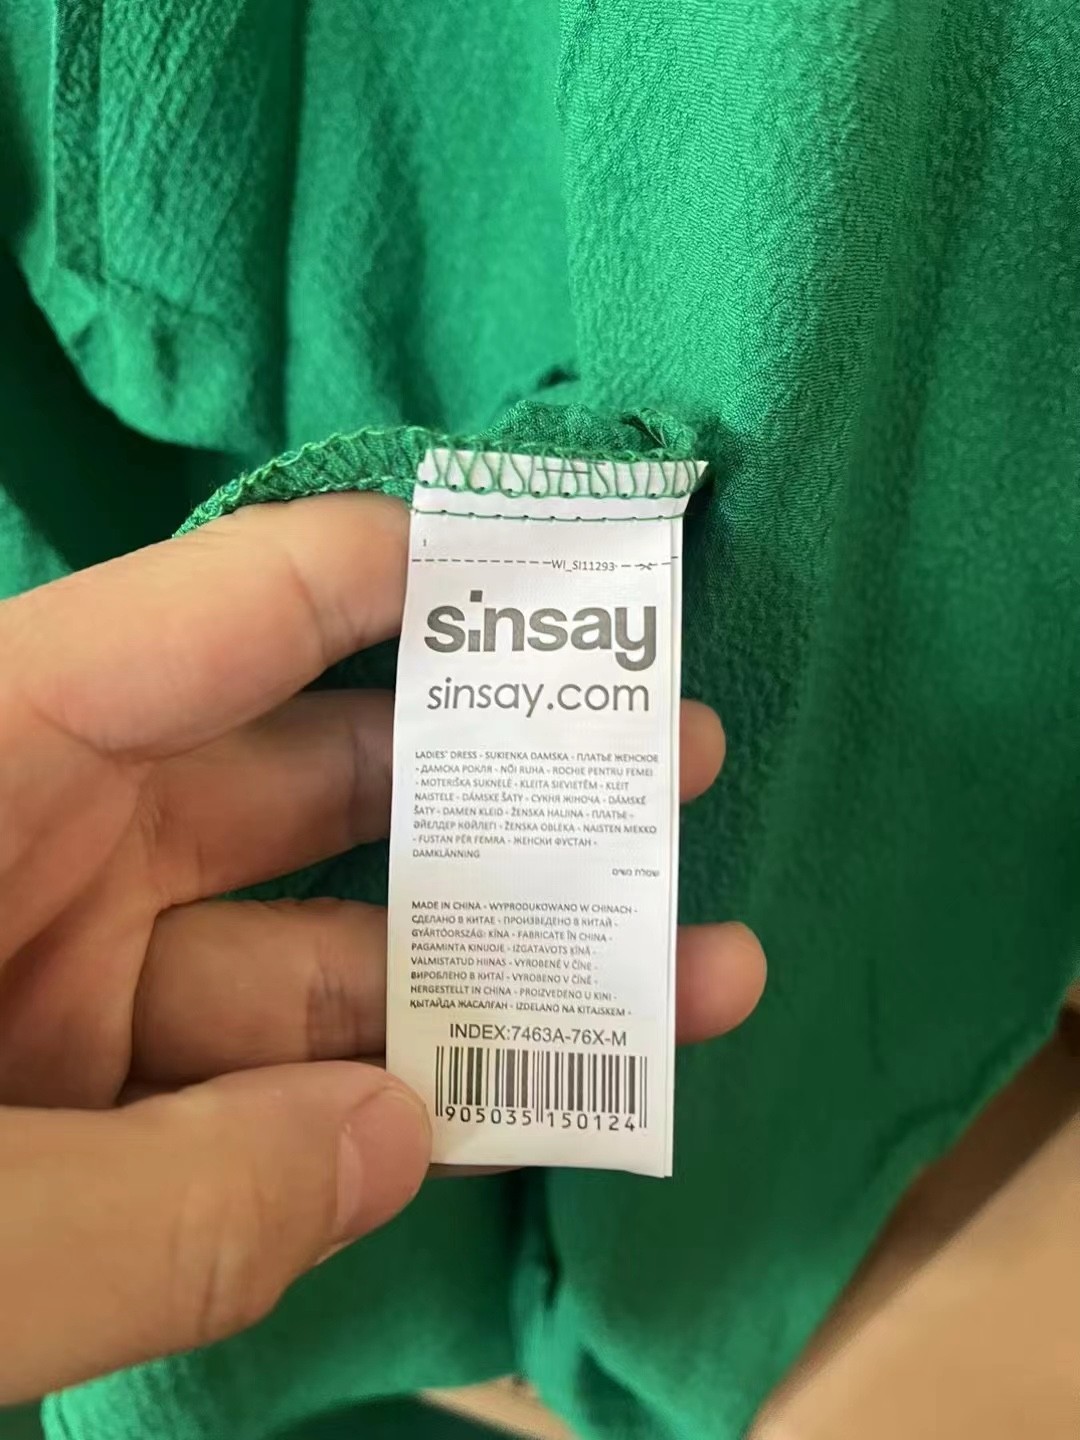 1
WI_SI11293
sinsay
sinsay.com
LADIES' DRESS - SUKIENKA DAMSKA - ПЛАТЬЕ ЖЕНСКОЕ
- ДАМСКА РОКЛЯ - NŐI RUHA - ROCHIE PENTRU FEMEI
- MOTERIŠKA SUKNELĖ - KLEITA SIEVIETĒM - KLEIT
NAISTELE - DÁMSKE ŠATY - СУКНЯ ЖІНОЧА - DÁMSKÉ
ŠATY - DAMEN KLEID - ŽENSKA HALJINA - ПЛАТЬЕ -
ӘЙЕЛДЕР КӨЙЛЕГІ - ŽENSKA OBLEKA - NAISTEN MEKKO
- FUSTAN PËR FEMRA - ЖЕНСКИ ФУСТАН -
DAMKLÄNNING
שמלת נשים
MADE IN CHINA - WYPRODUKOWANO W CHINACH -
СДЕЛАНО В КИТАЕ - ПРОИЗВЕДЕНО В КИТАЙ -
GYÁRTÓORSZÁG: KÍNA - FABRICATE ÎN CHINA -
PAGAMINTA KINIJOJE - IZGATAVOTS ĶĪNĀ -
VALMISTATUD HIINAS - VYROBENÉ V ČÍNE -
ВИРОБЛЕНО В КИТАЇ - VYROBENO V ČÍNĚ -
HERGESTELLT IN CHINA - PROIZVEDENO U KINI -
ҚЫТАЙДА ЖАСАЛҒАН - IZDELANO NA KITAJSKEM -
INDEX:7463A-76X-M
905035 150124